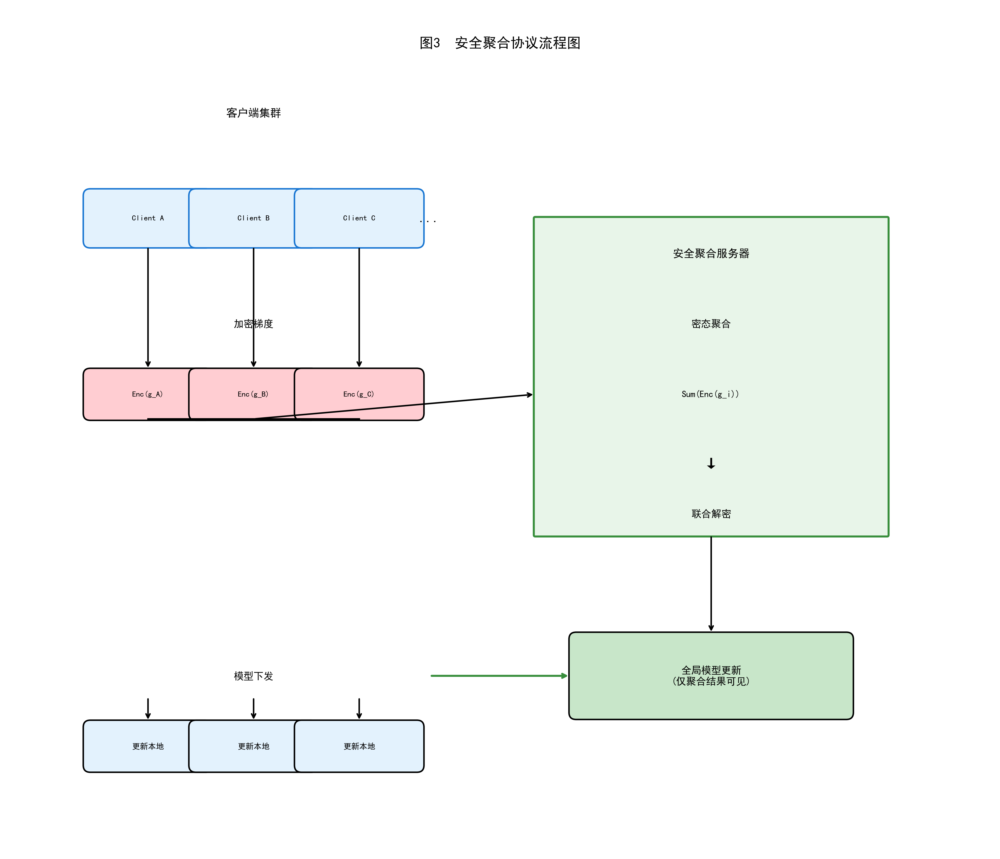 图3 安全聚合协议流程图
客户端集群
Client A
Client B
Client C
...
加密梯度
Enc(g_A)
Enc(g_B)
Enc(g_C)
安全聚合服务器
密态聚合
Sum(Enc(g_i))
↓
联合解密
全局模型更新
(仅聚合结果可见)
模型下发
更新本地
更新本地
更新本地